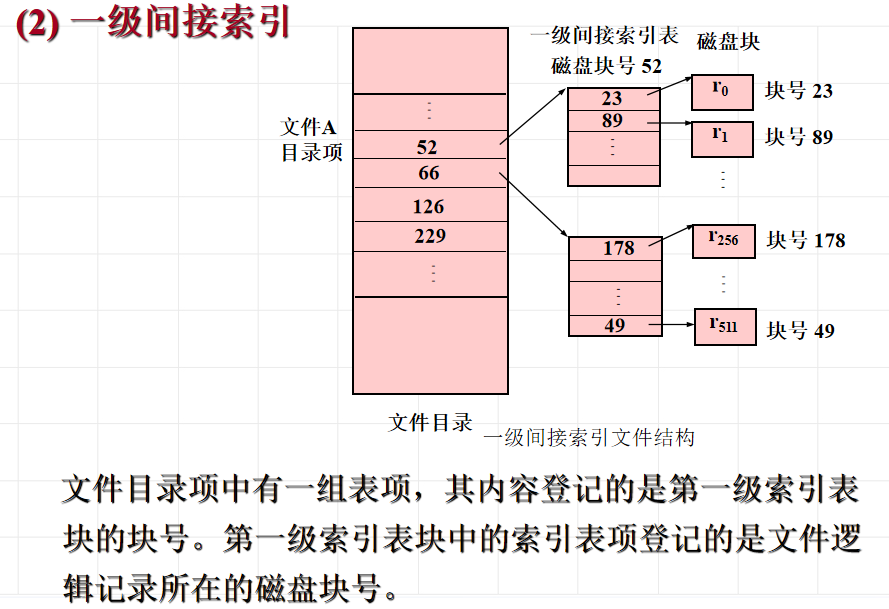 (2) 一级间接索引
一级间接索引表
磁盘块号 52
磁盘块
文件A
目录项
52
66
126
229
23
89
r0
块号 23
r1
块号 89
178
49
r256
块号 178
r511
块号 49
文件目录
一级间接索引文件结构
文件目录项中有一组表项，其内容登记的是第一级索引表
块的块号。第一级索引表块中的索引表项登记的是文件逻
辑记录所在的磁盘块号。